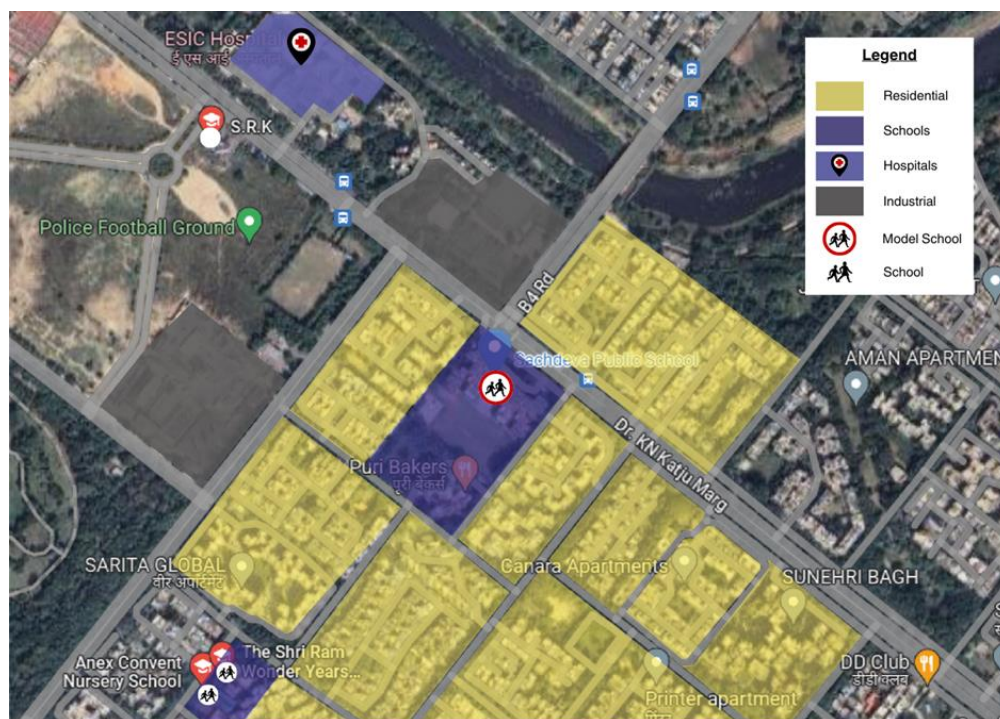 ESIC Hospital
S.R.K
Police Football Ground
B4 Rd
Sachdeva Public School
Puri Bakers
पुरी बेकर्स
Dr. KN Katju Marg
AMAN APARTMEN
SARITA GLOBAL
वीर अपार्टमेंट
Canara Apartments
SUNEHRI BAGH
Anex Convent
Nursery School
The Shri Ram
Wonder Years...
Printer apartment
DD Club
डीडी क्लब
Legend
Residential
Schools
Hospitals
Industrial
Model School
School